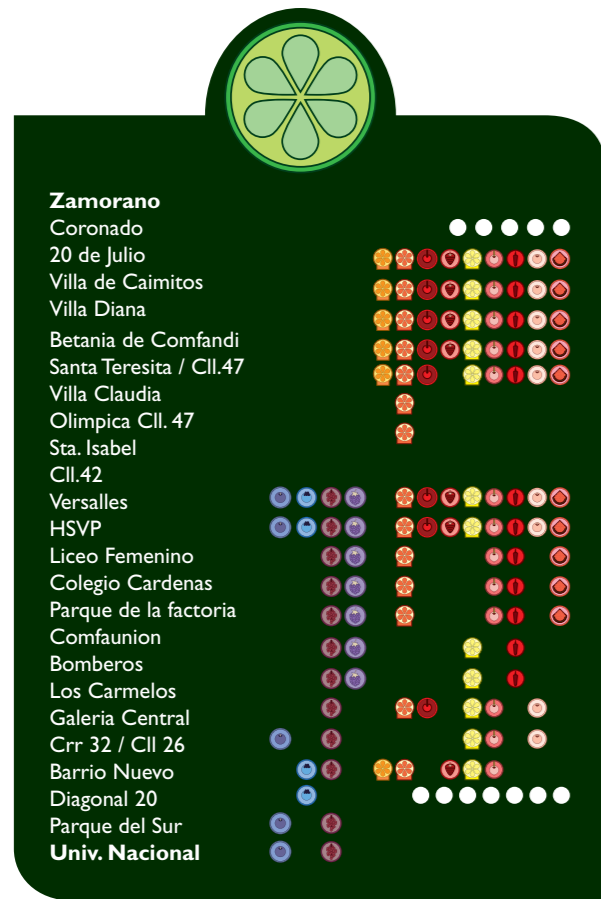 Zamorano
Coronado
20 de Julio
Villa de Caimitos
Villa Diana
Betania de Comfandi
Santa Teresita / Cll.47
Villa Claudia
Olimpica Cll. 47
Sta. Isabel
Cll.42
Versalles
HSVP
Liceo Femenino
Colegio Cardenas
Parque de la factoria
Comfaunion
Bomberos
Los Carmelos
Galeria Central
Crr 32 / Cll 26
Barrio Nuevo
Diagonal 20
Parque del Sur
Univ. Nacional